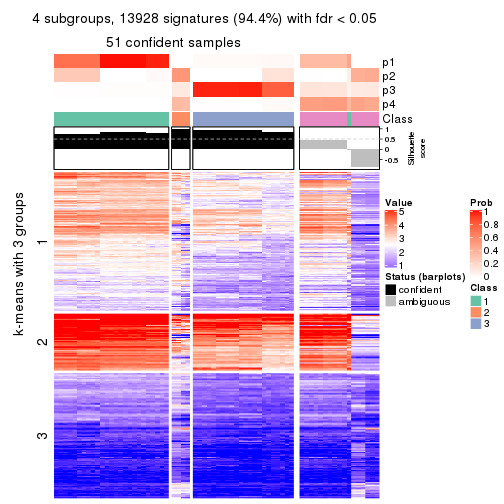 4 subgroups, 13928 signatures (94.4%) with fdr < 0.05
51 confident samples
p1
p2
p3
p4
Class
1
0.5
0
-0.5
Silhouette
score
k-means with 3 groups
1
2
3
Value
5
4
3
2
1
Status (barplots)
confident
ambiguous
Prob
1
0.8
0.6
0.4
0.2
0
Class
1
2
3